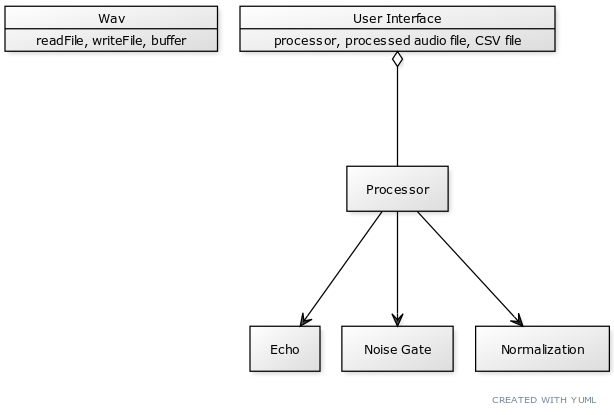 Wav
readFile, writeFile, buffer
User Interface
processor, processed audio file, CSV file
Processor
Echo
Noise Gate
Normalization
CREATED WITH YUML